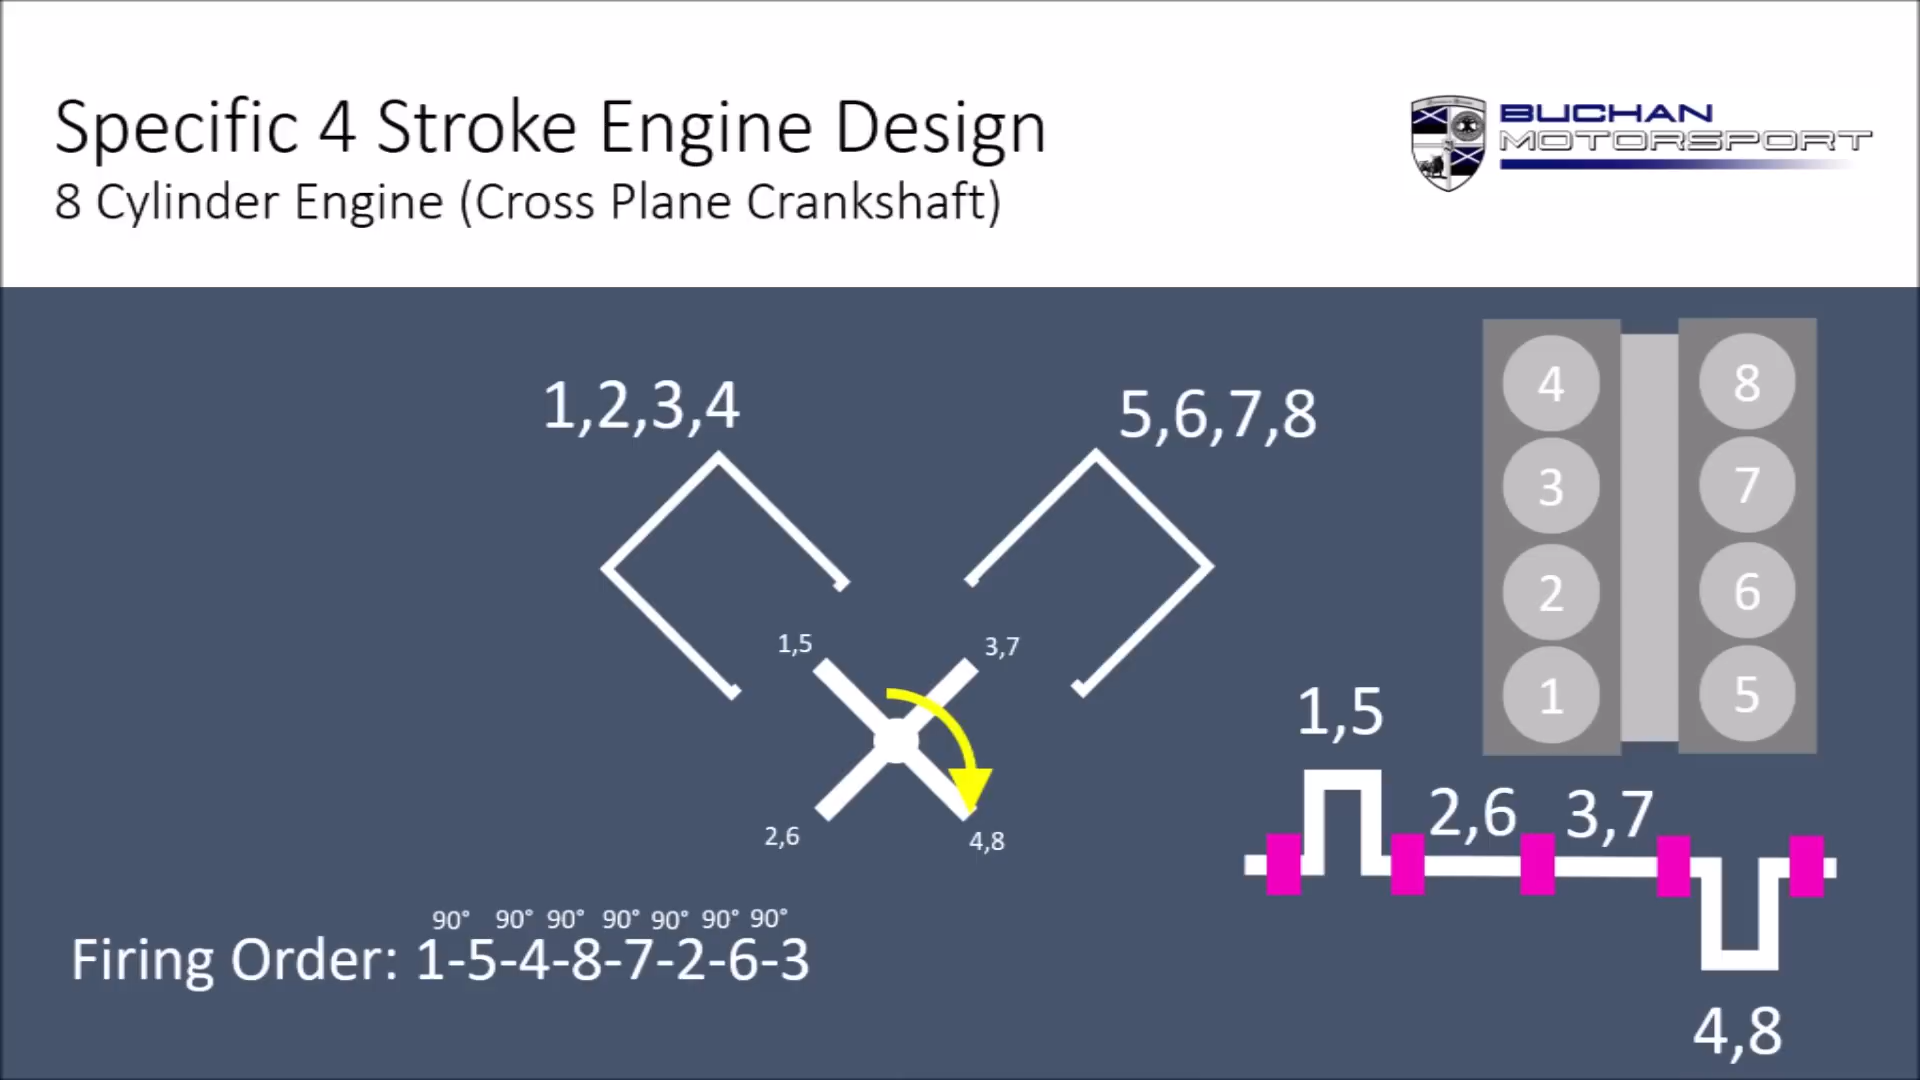 Specific 4 Stroke Engine Design
8 Cylinder Engine (Cross Plane Crankshaft)
BUCHAN
MOTORSPORT
1,2,3,4
5,6,7,8
4 8
3 7
2 6
1 5
1,5
3,7
2,6
4,8
1,5
2,6
3,7
4,8
90° 90° 90° 90° 90° 90° 90°
Firing Order: 1-5-4-8-7-2-6-3